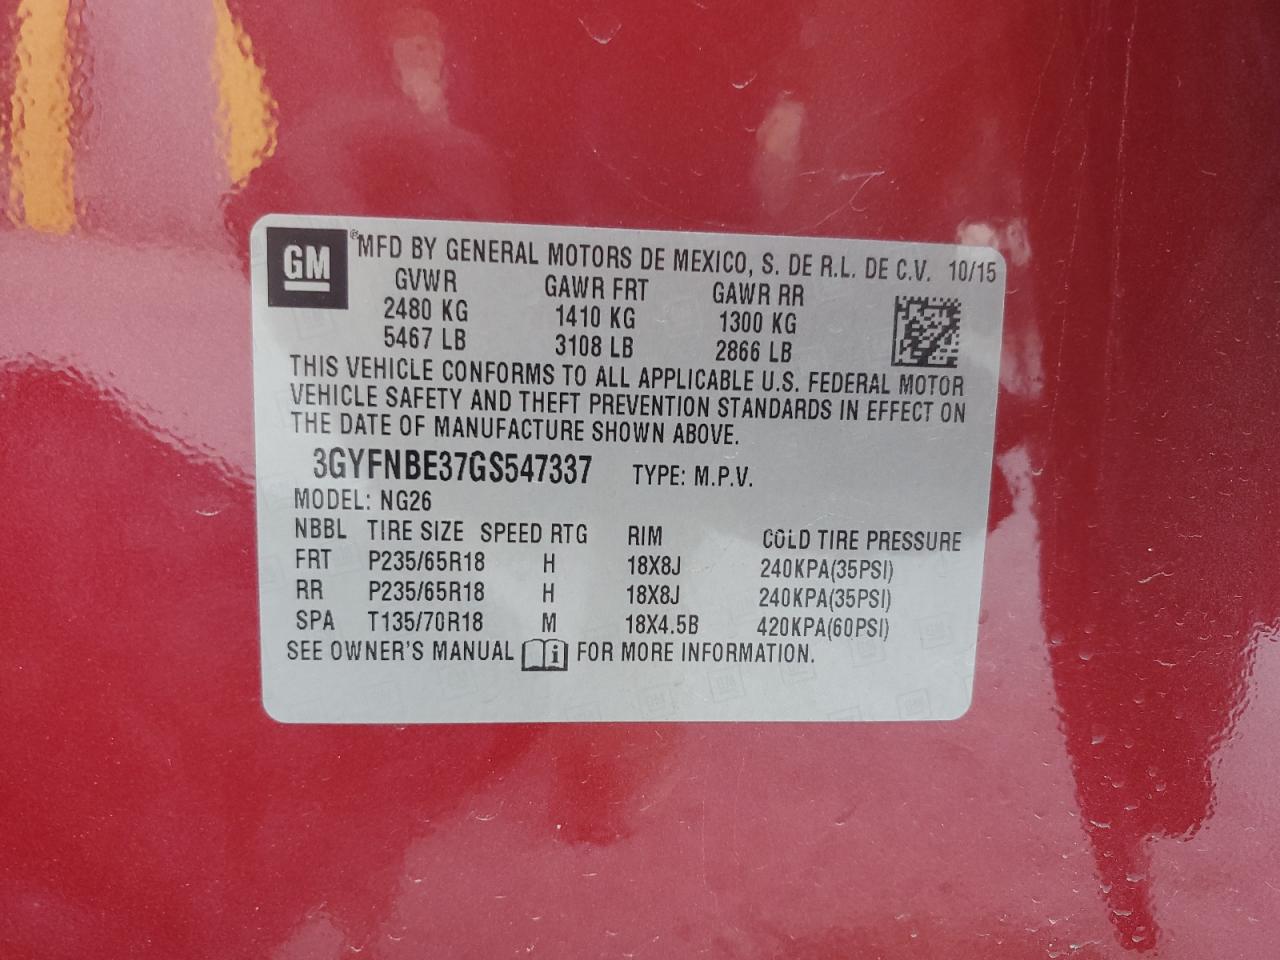 GM ® MFD BY GENERAL MOTORS DE MEXICO, S. DE R.L. DE C.V. 10/15
GVWR GAWR FRT GAWR RR
2480 KG 1410 KG 1300 KG
5467 LB 3108 LB 2866 LB
THIS VEHICLE CONFORMS TO ALL APPLICABLE U.S. FEDERAL MOTOR
VEHICLE SAFETY AND THEFT PREVENTION STANDARDS IN EFFECT ON
THE DATE OF MANUFACTURE SHOWN ABOVE.
3GYFNBE37GS547337 TYPE: M.P.V.
MODEL: NG26
NBBL TIRE SIZE SPEED RTG RIM COLD TIRE PRESSURE
FRT P235/65R18 H 18X8J 240KPA(35PSI)
RR P235/65R18 H 18X8J 240KPA(35PSI)
SPA T135/70R18 M 18X4.5B 420KPA(60PSI)
SEE OWNER'S MANUAL i FOR MORE INFORMATION.